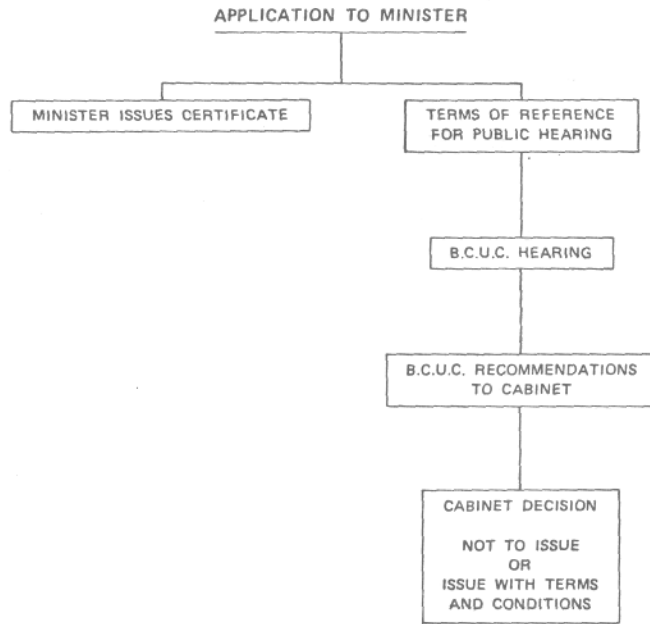 APPLICATION TO MINISTER
MINISTER ISSUES CERTIFICATE
TERMS OF REFERENCE
FOR PUBLIC HEARING
B.C.U.C. HEARING
B.C.U.C. RECOMMENDATIONS
TO CABINET
CABINET DECISION
NOT TO ISSUE
OR
ISSUE WITH TERMS
AND CONDITIONS